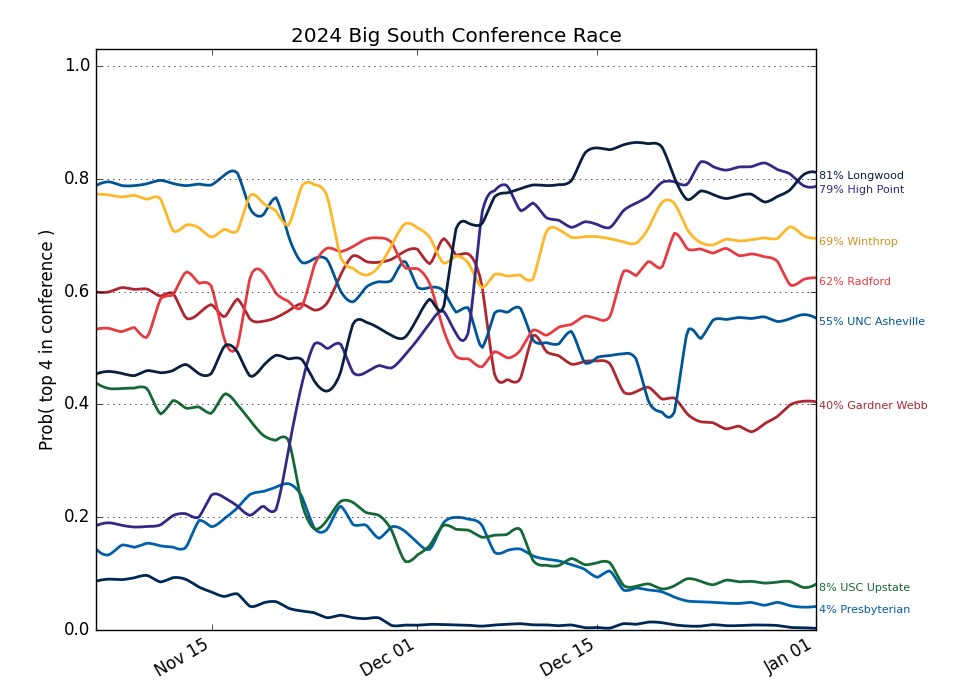 2024 Big South Conference Race
Prob( top 4 in conference )
1.0
0.8
0.6
0.4
0.2
0.0
Nov 15
Dec 01
Dec 15
Jan 01
81% Longwood
79% High Point
69% Winthrop
62% Radford
55% UNC Asheville
40% Gardner Webb
8% USC Upstate
4% Presbyterian